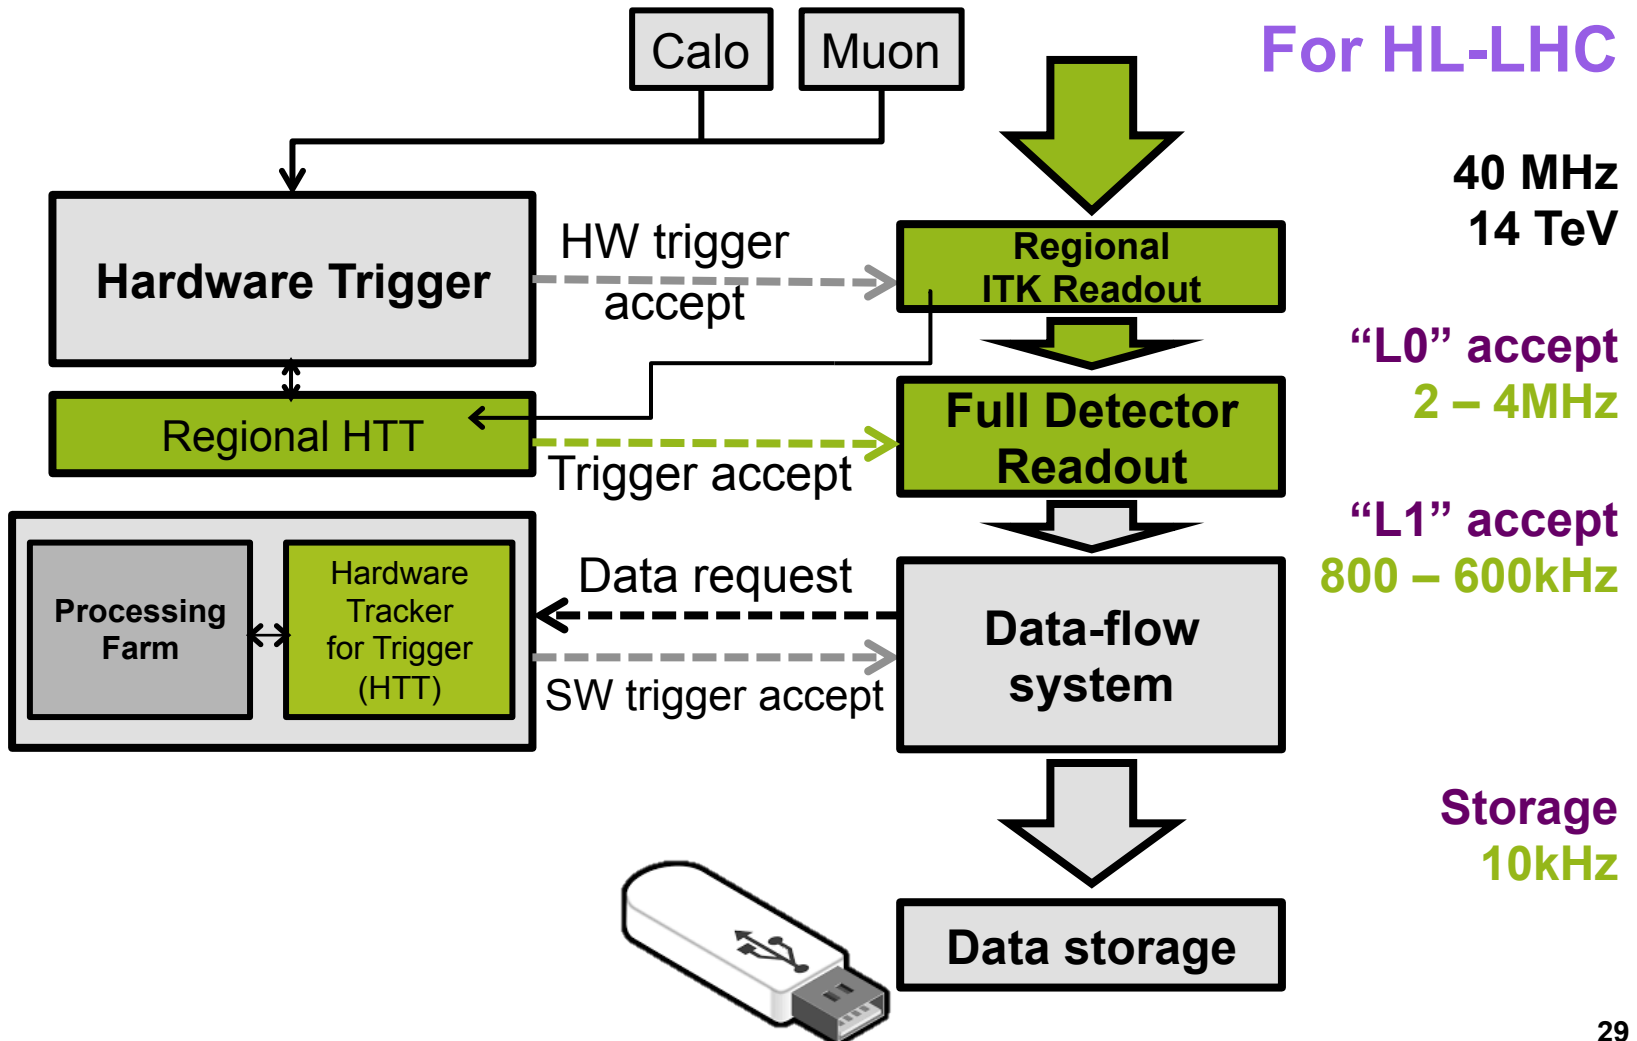 Calo
Muon
For HL-LHC
40 MHz
14 TeV
Hardware Trigger
HW trigger
accept
Regional
ITK Readout
“L0” accept
2 – 4MHz
Regional HTT
Trigger accept
Full Detector
Readout
“L1” accept
800 – 600kHz
Processing
Farm
Hardware
Tracker
for Trigger
(HTT)
Data request
SW trigger accept
Data-flow
system
Storage
10kHz
Data storage
29